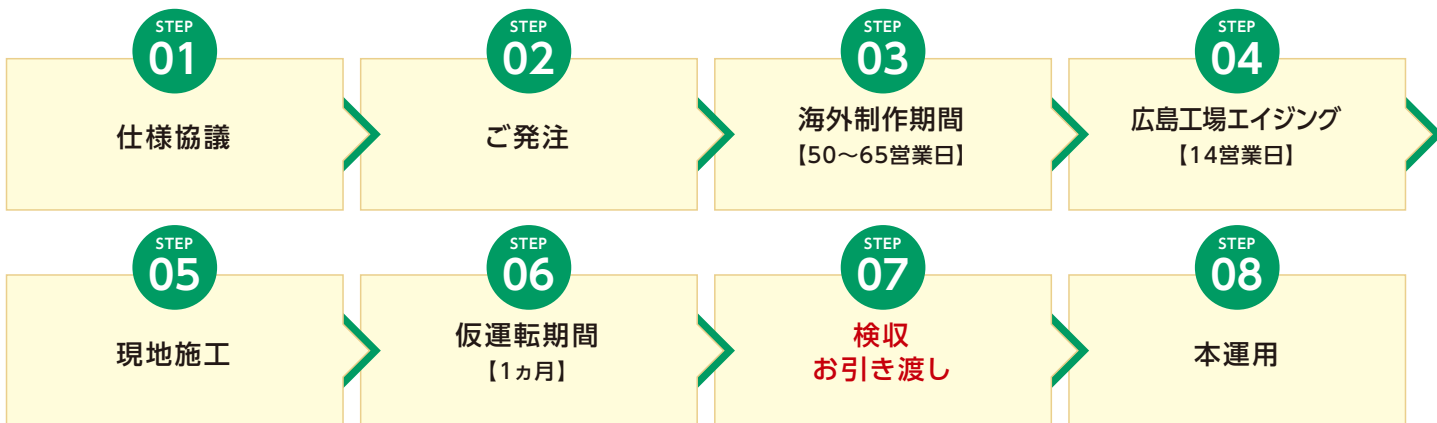 STEP
01
仕様協議
STEP
02
ご発注
STEP
03
海外制作期間
【50〜65営業日】
STEP
04
広島工場エイジング
【14営業日】
STEP
05
現地施工
STEP
06
仮運転期間
【1ヵ月】
STEP
07
検収
お引き渡し
STEP
08
本運用